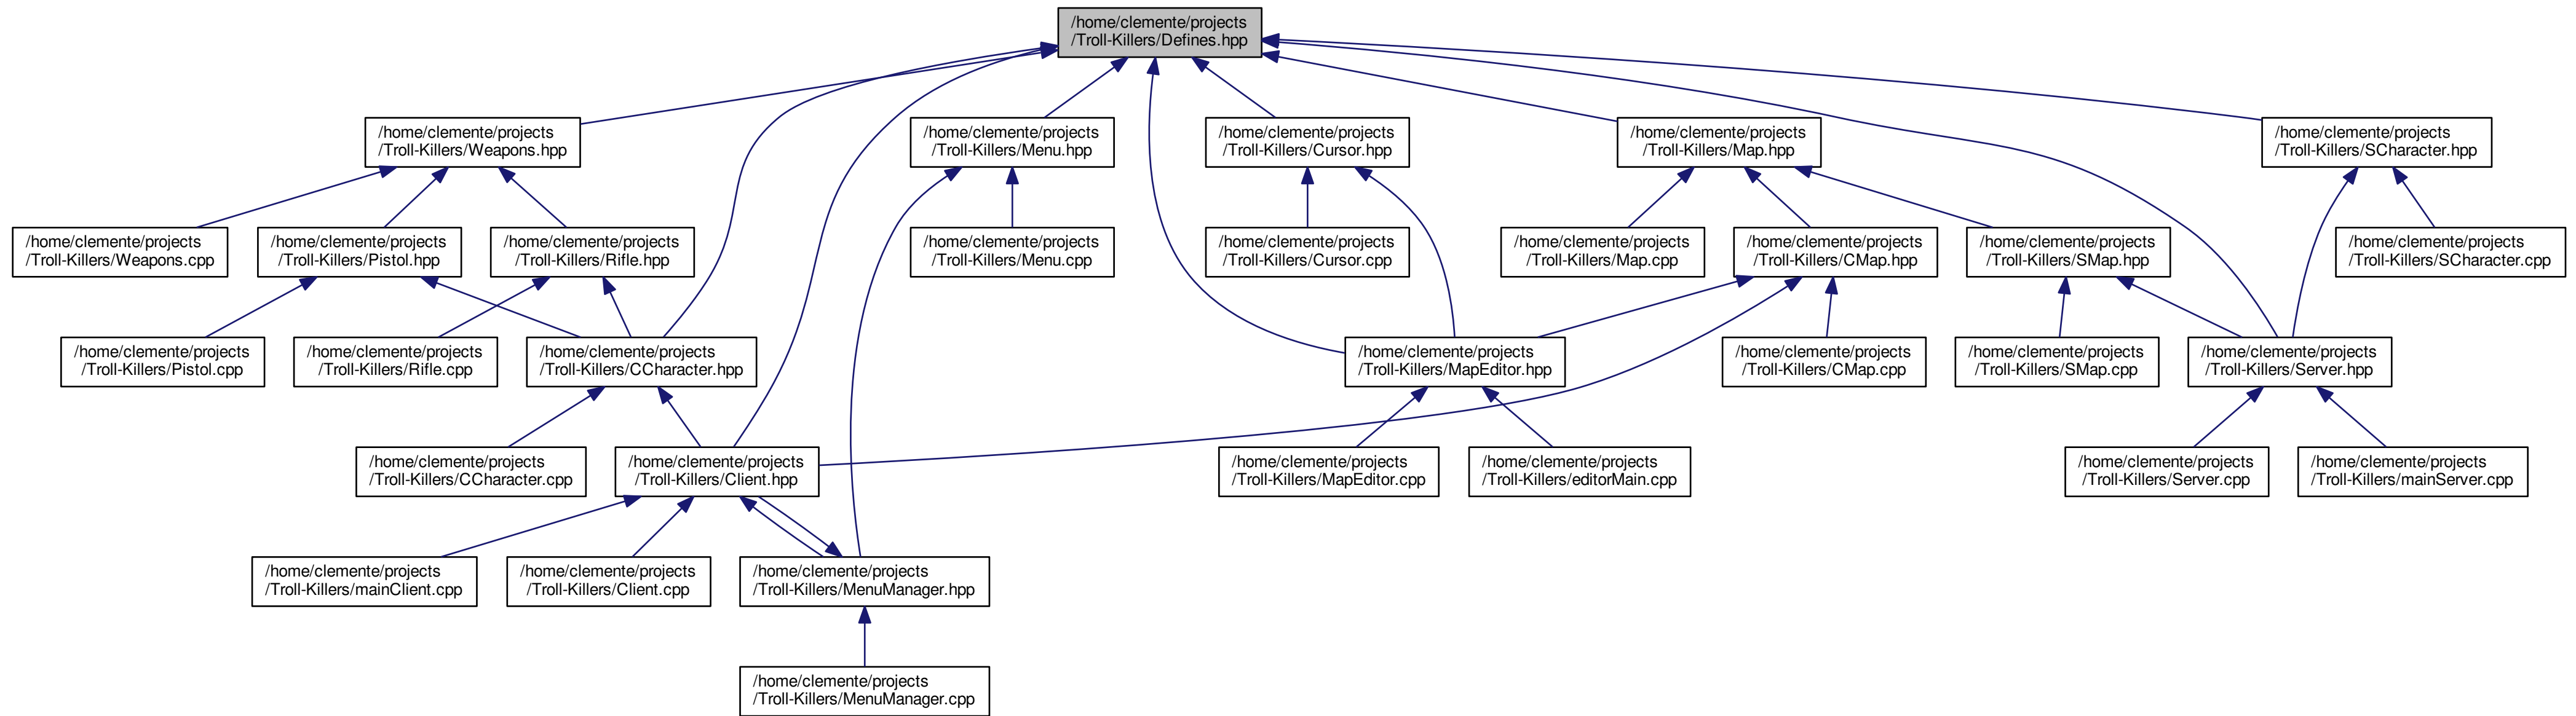 /home/clemente/projects
/Troll-Killers/Defines.hpp
/home/clemente/projects
/Troll-Killers/Weapons.hpp
/home/clemente/projects
/Troll-Killers/Menu.hpp
/home/clemente/projects
/Troll-Killers/Cursor.hpp
/home/clemente/projects
/Troll-Killers/Map.hpp
/home/clemente/projects
/Troll-Killers/SCharacter.hpp
/home/clemente/projects
/Troll-Killers/Weapons.cpp
/home/clemente/projects
/Troll-Killers/Pistol.hpp
/home/clemente/projects
/Troll-Killers/Rifle.hpp
/home/clemente/projects
/Troll-Killers/Menu.cpp
/home/clemente/projects
/Troll-Killers/Cursor.cpp
/home/clemente/projects
/Troll-Killers/Map.cpp
/home/clemente/projects
/Troll-Killers/CMap.hpp
/home/clemente/projects
/Troll-Killers/SMap.hpp
/home/clemente/projects
/Troll-Killers/SCharacter.cpp
/home/clemente/projects
/Troll-Killers/Pistol.cpp
/home/clemente/projects
/Troll-Killers/Rifle.cpp
/home/clemente/projects
/Troll-Killers/CCharacter.hpp
/home/clemente/projects
/Troll-Killers/MapEditor.hpp
/home/clemente/projects
/Troll-Killers/CMap.cpp
/home/clemente/projects
/Troll-Killers/SMap.cpp
/home/clemente/projects
/Troll-Killers/Server.hpp
/home/clemente/projects
/Troll-Killers/CCharacter.cpp
/home/clemente/projects
/Troll-Killers/Client.hpp
/home/clemente/projects
/Troll-Killers/MapEditor.cpp
/home/clemente/projects
/Troll-Killers/editorMain.cpp
/home/clemente/projects
/Troll-Killers/Server.cpp
/home/clemente/projects
/Troll-Killers/mainServer.cpp
/home/clemente/projects
/Troll-Killers/mainClient.cpp
/home/clemente/projects
/Troll-Killers/Client.cpp
/home/clemente/projects
/Troll-Killers/MenuManager.hpp
/home/clemente/projects
/Troll-Killers/MenuManager.cpp